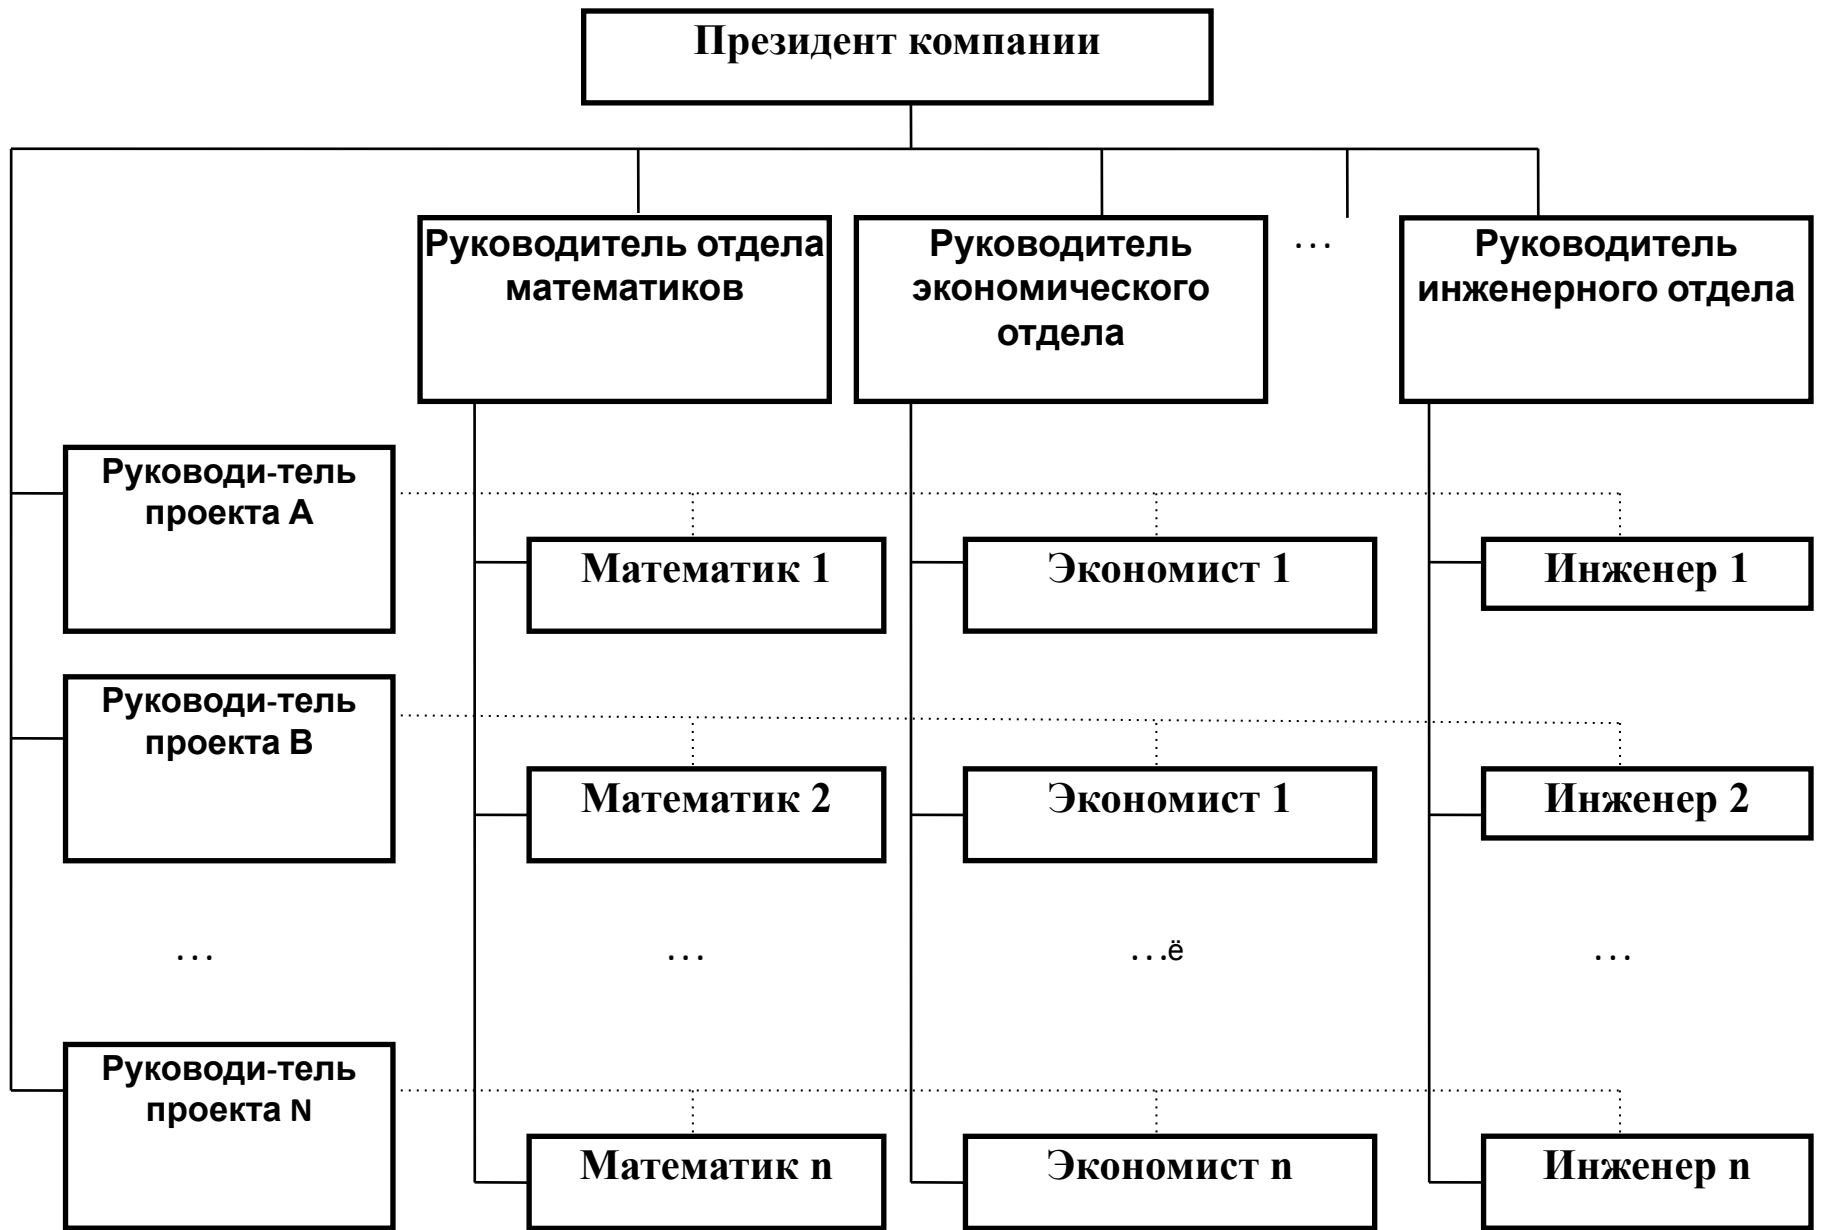 Президент компании
Руководитель отдела
математиков
Руководитель
экономического
отдела
...
Руководитель
инженерного отдела
Руководи-тель
проекта А
Математик 1
Экономист 1
Инженер 1
Руководи-тель
проекта В
Математик 2
Экономист 1
Инженер 2
...
...
...ё
...
Руководи-тель
проекта N
Математик n
Экономист n
Инженер n